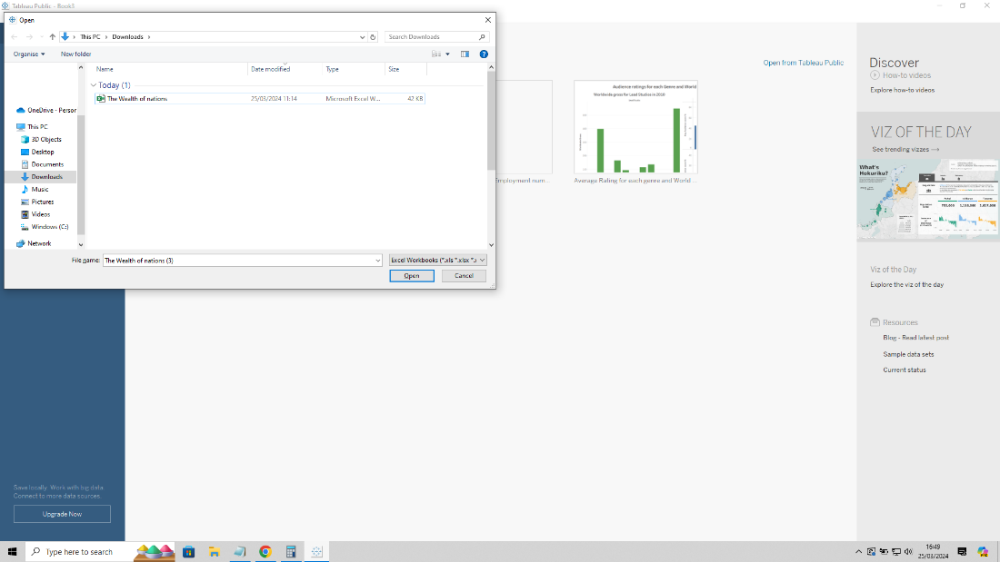 Tableau Public - Book5
Open
This PC
Downloads
Search Downloads
Organise
New folder
Name
Date modified
Type
Size
Today (1)
The Wealth of nations
25/03/2024 11:14
Microsoft Excel W...
42 KB
OneDrive - Person
This PC
3D Objects
Desktop
Documents
Downloads
Music
Pictures
Videos
Windows (C:)
Network
File name:
The Wealth of nations (3)
Excel Workbooks (*.xls *.xlsx *.
Open
Cancel
Open from Tableau Public
Audience ratings for each Genre and World
Worldwide gross for Lead Studios in 2010
Employment num...
Average Rating for each genre and World ...
Discover
How-to videos
Explore how-to videos
VIZ OF THE DAY
See trending vizzes →
What's
Hokuriku?
Viz of the Day
Explore the viz of the day
Resources
Blog - Read latest post
Sample data sets
Current status
Save locally. Work with big data.
Connect to more data sources.
Upgrade Now
Type here to search
16:49
25/03/2024